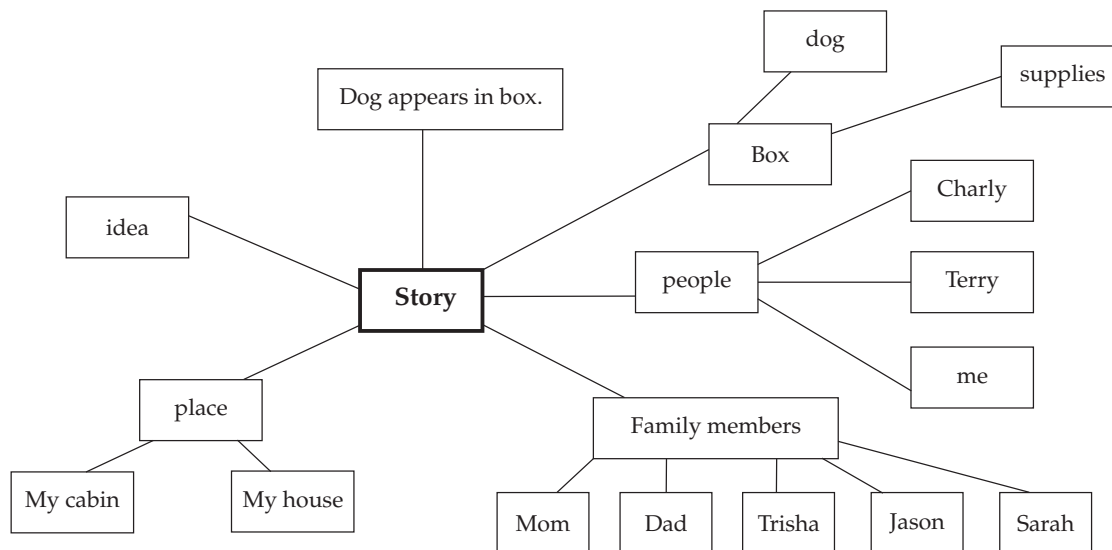 dog
supplies
Dog appears in box.
Box
Charly
idea
people
Terry
Story
me
place
Family members
My cabin
My house
Mom
Dad
Trisha
Jason
Sarah